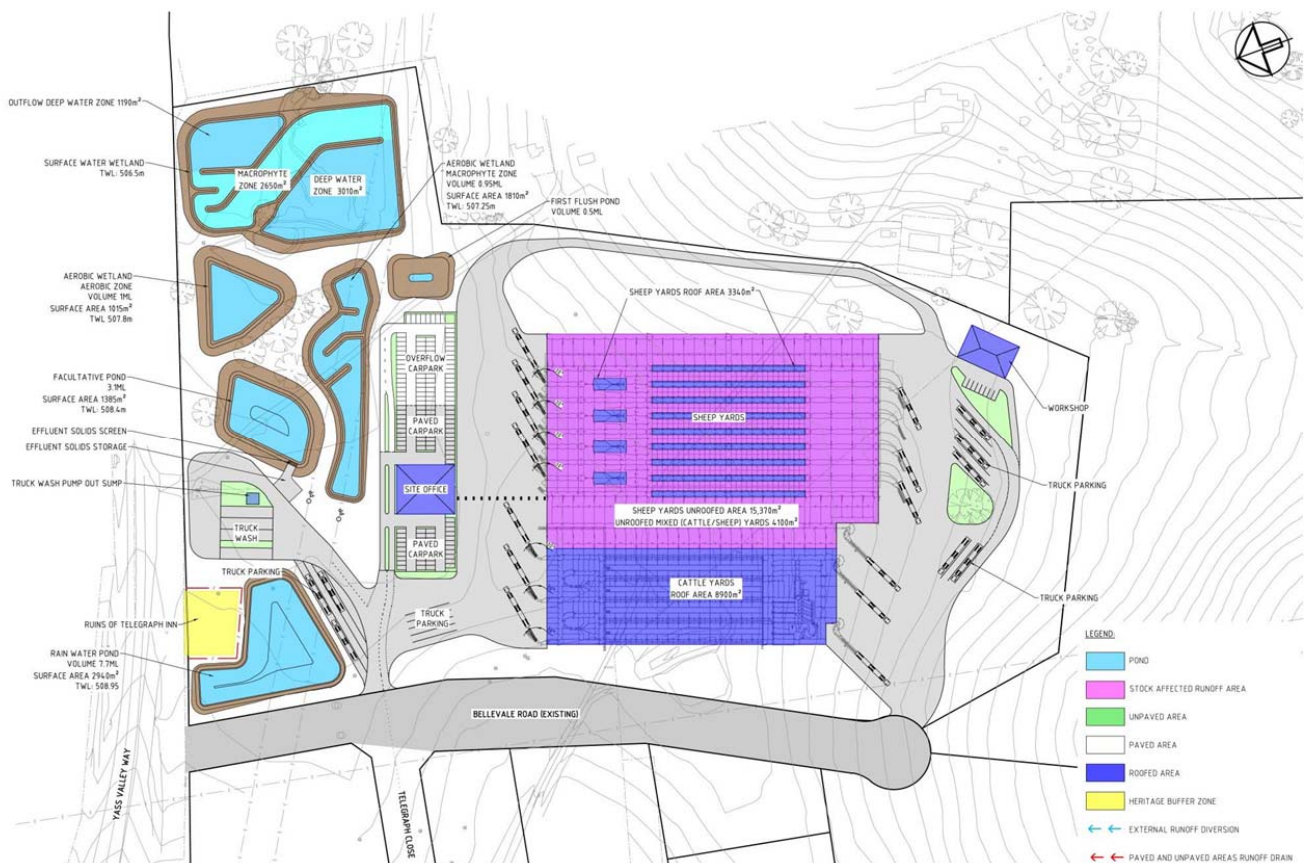 OUTFLOW DEEP WATER ZONE 1190m²
SURFACE WATER WETLAND
TWL: 506.5m
MACROPHYTE
ZONE 2650m²
DEEP WATER
ZONE 3010m²
AEROBIC WETLAND
MACROPHYTE ZONE
VOLUME 0.95ML
SURFACE AREA 1810m²
TWL: 507.25m
FIRST FLUSH POND
VOLUME 0.5ML
AEROBIC WETLAND
AEROBIC ZONE
VOLUME 1ML
SURFACE AREA 1015m²
TWL 507.8m
FACULTATIVE POND
3.1ML
SURFACE AREA 1385m²
TWL: 508.4m
EFFLUENT SOLIDS SCREEN
EFFLUENT SOLIDS STORAGE
TRUCK WASH PUMP OUT SUMP
TRUCK
WASH
TRUCK PARKING
RUINS OF TELEGRAPH INN
RAIN WATER POND
VOLUME 7.7ML
SURFACE AREA 2940m²
TWL: 508.95
OVERFLOW
CARPARK
PAVED
CARPARK
SITE OFFICE
PAVED
CARPARK
TRUCK
PARKING
SHEEP YARDS ROOF AREA 3340m²
SHEEP YARDS
SHEEP YARDS UNROOFED AREA 15,370m²
UNROOFED MIXED (CATTLE/SHEEP) YARDS 4100m²
CATTLE YARDS
ROOF AREA 8900m²
WORKSHOP
TRUCK PARKING
TRUCK PARKING
BELLEVALE ROAD (EXISTING)
YASS VALLEY WAY
TELEGRAPH CLOSE
LEGEND:
POND
STOCK AFFECTED RUNOFF AREA
UNPAVED AREA
PAVED AREA
ROOFED AREA
HERITAGE BUFFER ZONE
EXTERNAL RUNOFF DIVERSION
PAVED AND UNPAVED AREAS RUNOFF DRAIN